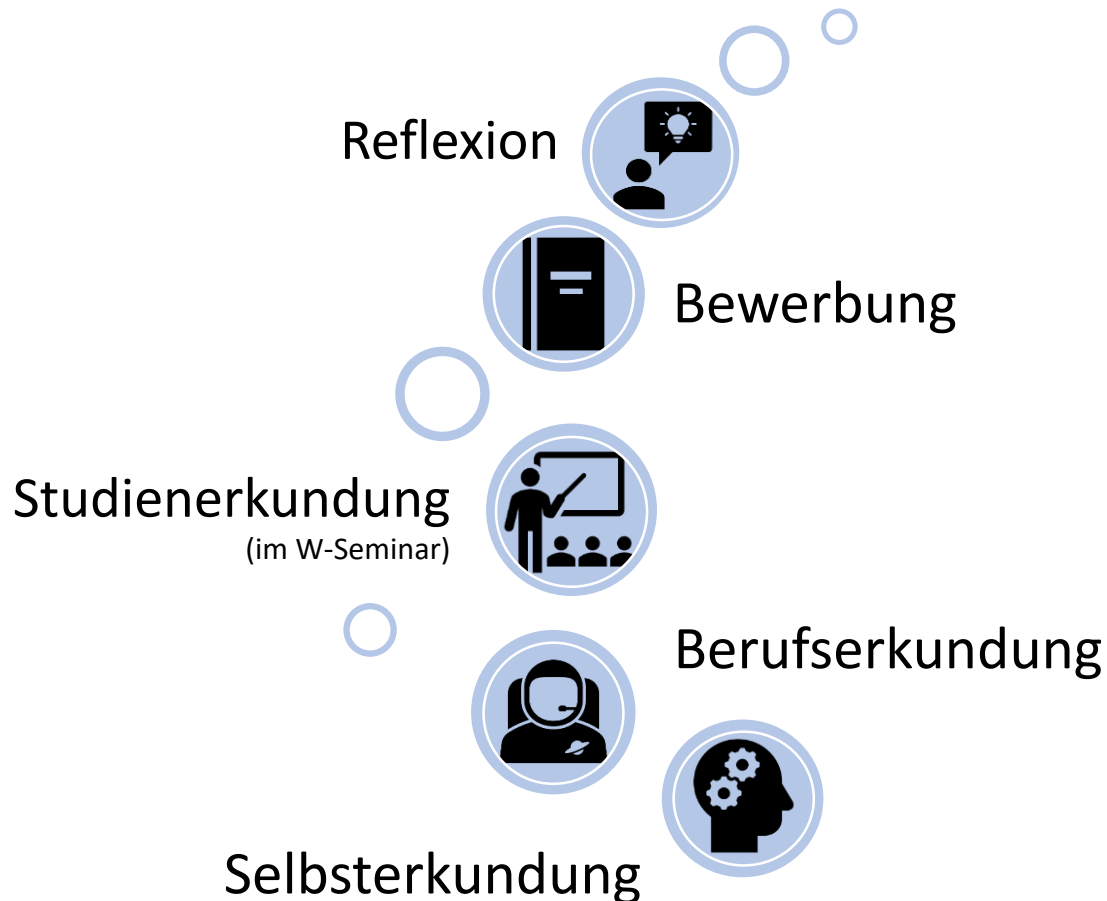 Reflexion
Bewerbung
Studienerkundung
(im W-Seminar)
Berufserkundung
Selbsterkundung